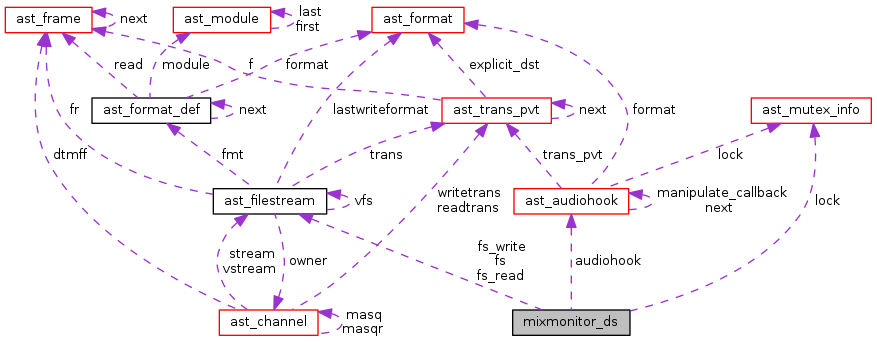 ast_frame
next
ast_module
last
first
ast_format
read
module
f
format
explicit_dst
ast_format_def
next
lastwriteformat
ast_trans_pvt
next
format
ast_mutex_info
fr
dtmff
fmt
trans
trans_pvt
lock
ast_filestream
vfs
writetrans
readtrans
ast_audiohook
manipulate_callback
next
lock
stream
vstream
owner
fs_write
fs
fs_read
audiohook
ast_channel
masq
masqr
mixmonitor_ds